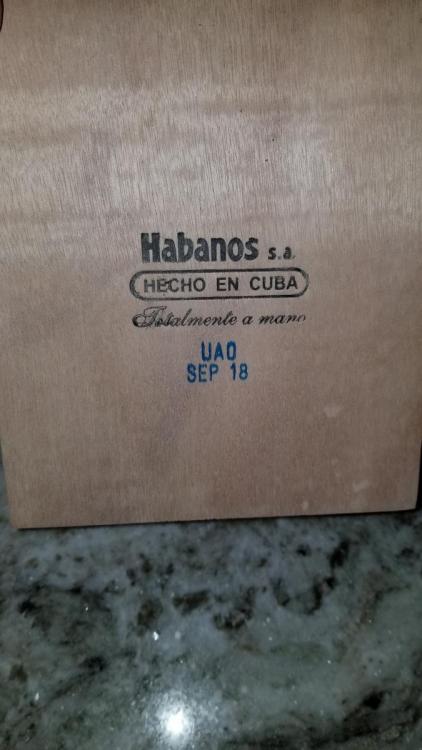 Habanos s.a.
HECHO EN CUBA
Totalmente a mano
UAO
SEP 18